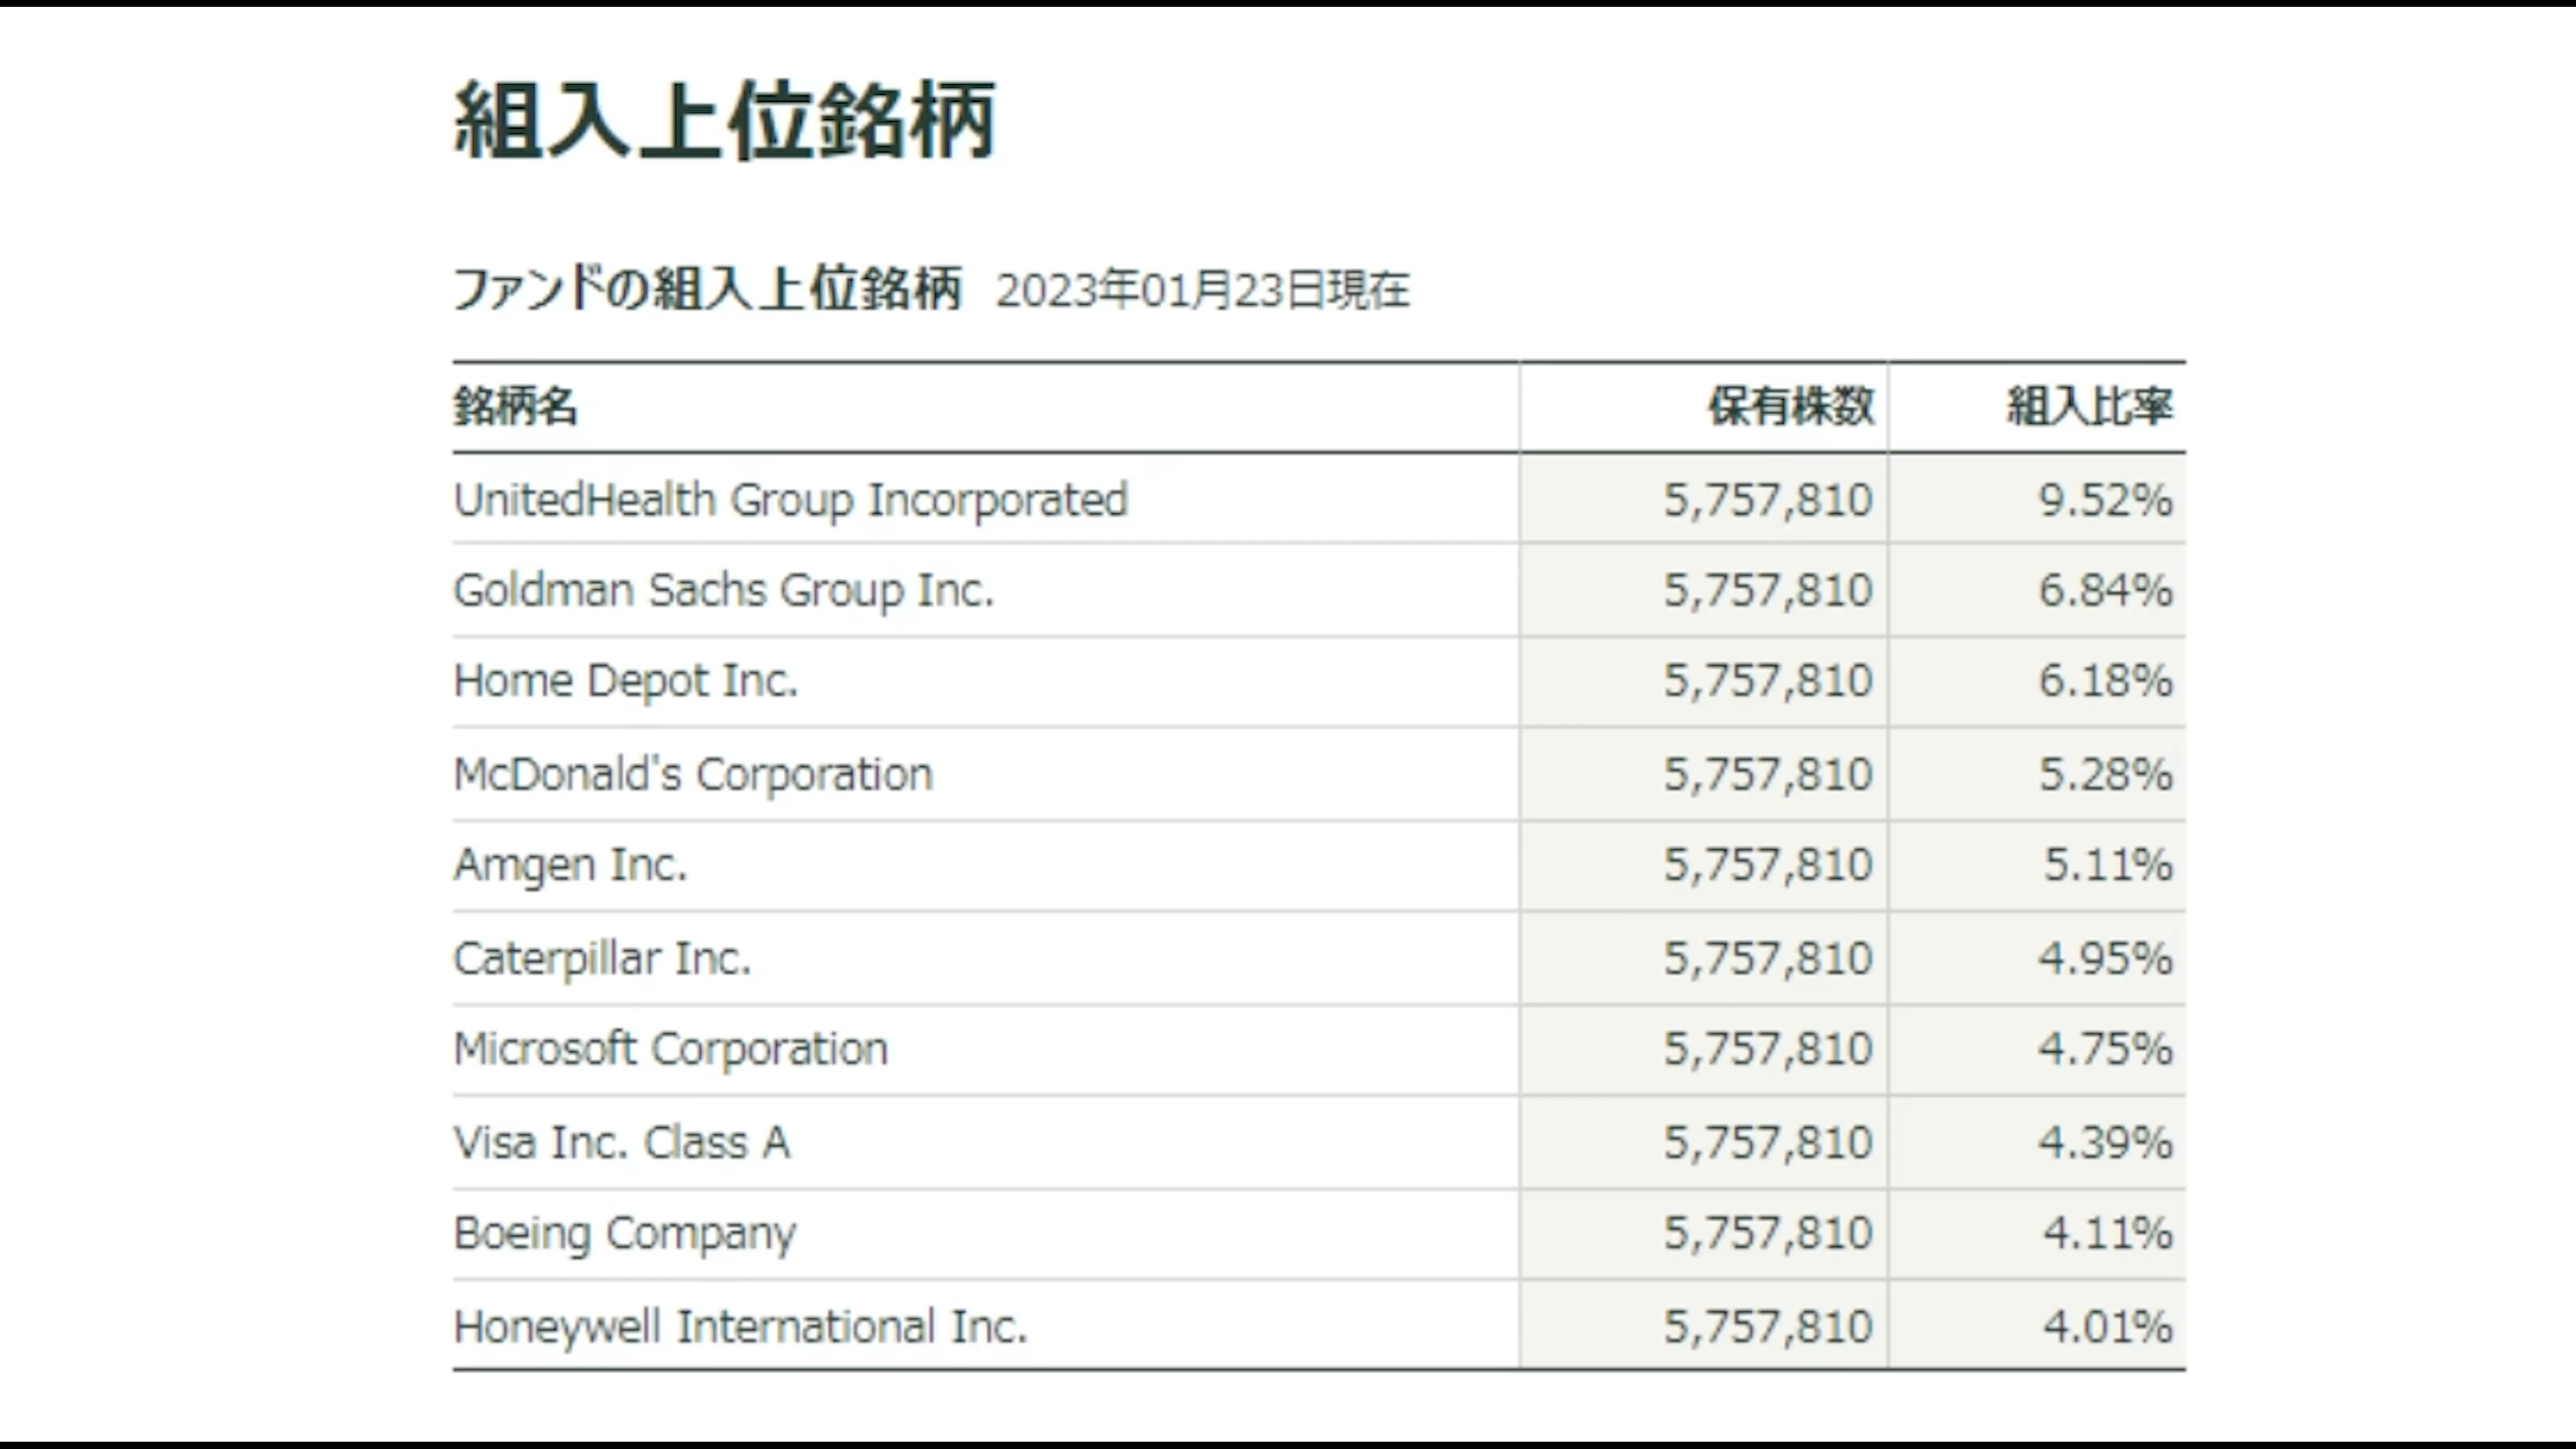 組入上位銘柄
ファンドの組入上位銘柄 2023年01月23日現在
銘柄名 保有株数 組入比率
UnitedHealth Group Incorporated 5,757,810 9.52%
Goldman Sachs Group Inc. 5,757,810 6.84%
Home Depot Inc. 5,757,810 6.18%
McDonald's Corporation 5,757,810 5.28%
Amgen Inc. 5,757,810 5.11%
Caterpillar Inc. 5,757,810 4.95%
Microsoft Corporation 5,757,810 4.75%
Visa Inc. Class A 5,757,810 4.39%
Boeing Company 5,757,810 4.11%
Honeywell International Inc. 5,757,810 4.01%